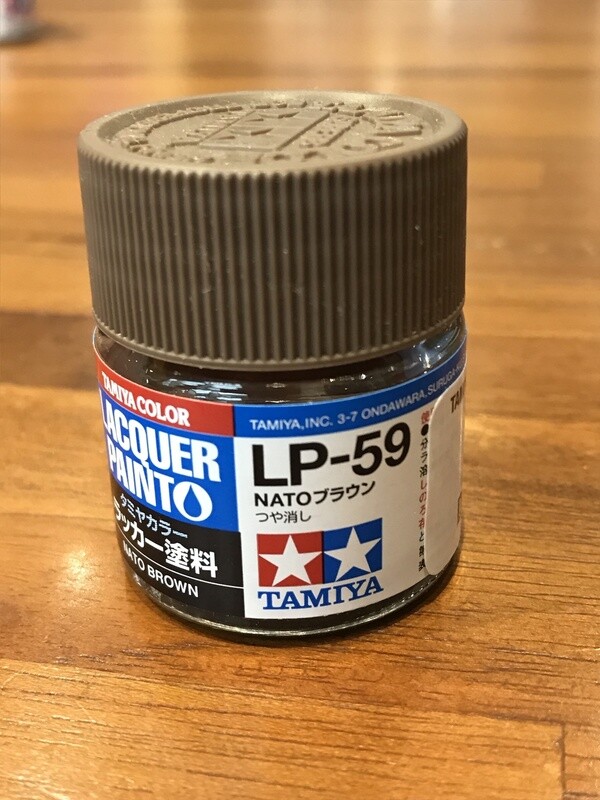 TAMIYA COLOR
LACQUER
PAINT
タミヤカラー
ラッカー塗料
NATO BROWN
TAMIYA, INC. 3-7 ONDAWARA, SURUGA-
LP-59
NATOブラウン
つや消し
TAMIYA